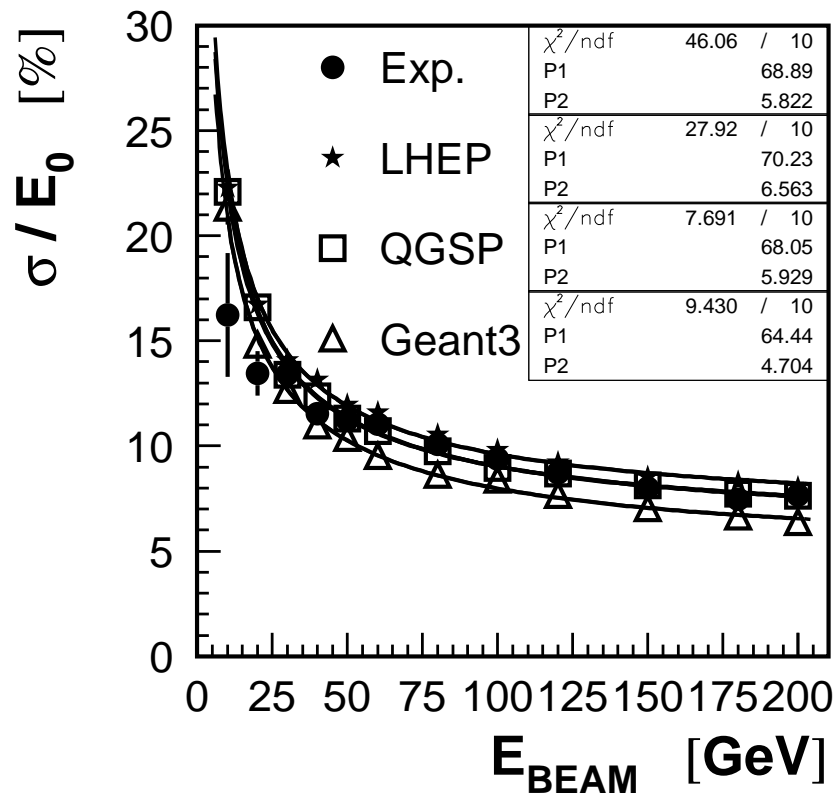 σ / E0 [%]
30
25
20
15
10
5
0
0 25 50 75 100 125 150 175 200
EBEAM [GeV]
Exp.
LHEP
QGSP
Geant3
χ²/ndf 46.06 / 10
P1 68.89
P2 5.822
χ²/ndf 27.92 / 10
P1 70.23
P2 6.563
χ²/ndf 7.691 / 10
P1 68.05
P2 5.929
χ²/ndf 9.430 / 10
P1 64.44
P2 4.704